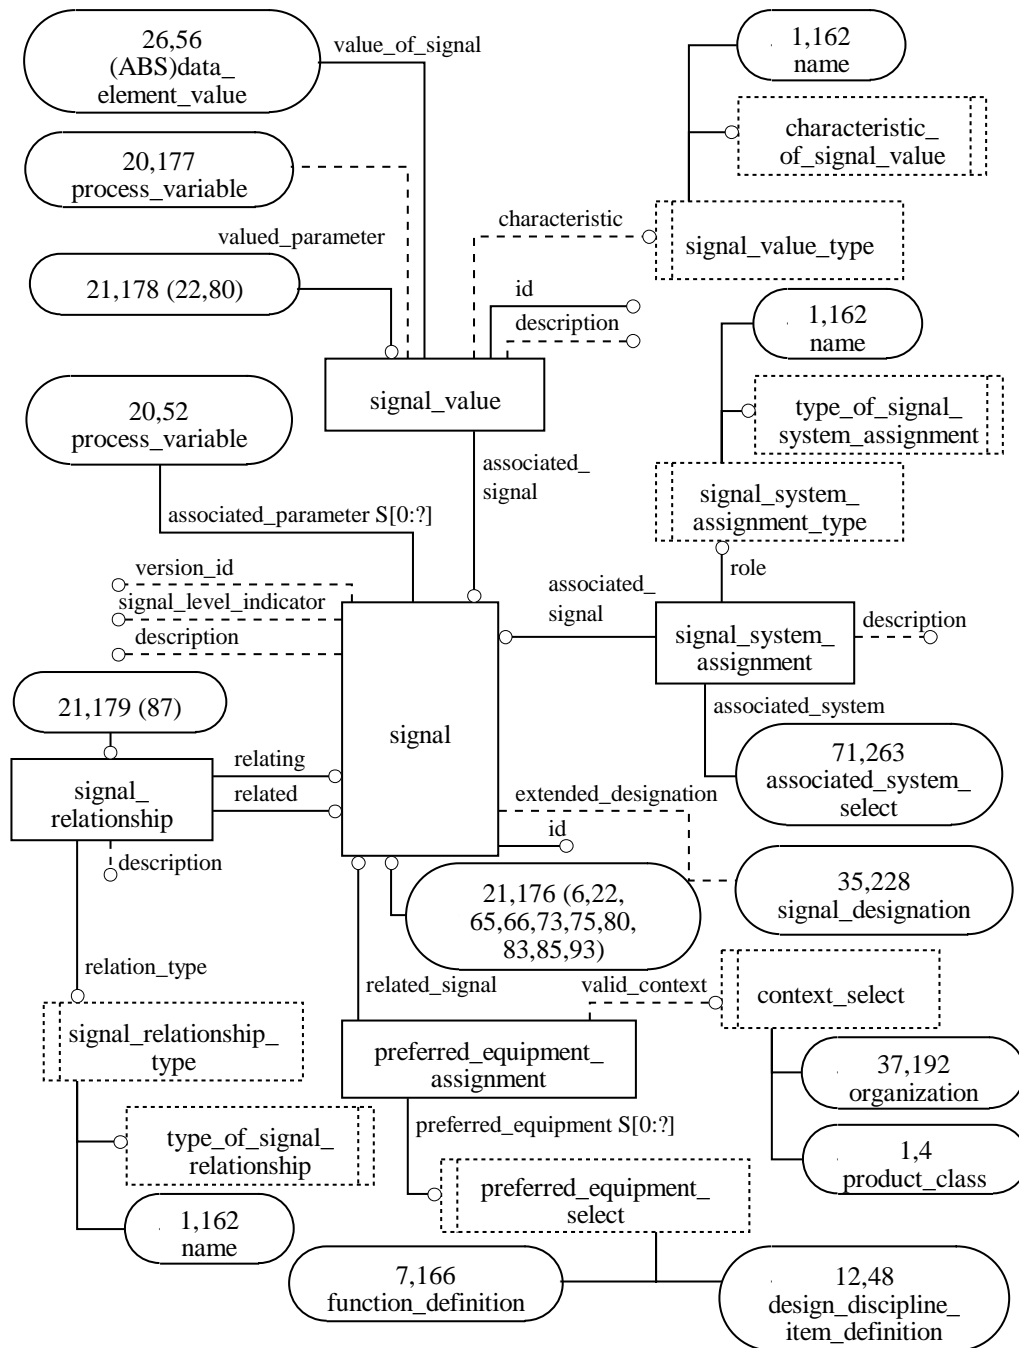 26,56
(ABS)data_
element_value
value_of_signal
1,162
name
characteristic_
of_signal_value
20,177
process_variable
characteristic
signal_value_type
valued_parameter
21,178 (22,80)
id
description
1,162
name
signal_value
type_of_signal_
system_assignment
20,52
process_variable
associated_
signal
signal_system_
assignment_type
associated_parameter S[0:?]
role
version_id
signal_level_indicator
description
associated_
signal
signal_system_
assignment
description
21,179 (87)
signal
associated_system
71,263
associated_system_
select
relating
related
signal_
relationship
extended_designation
id
description
35,228
signal_designation
21,176 (6,22,
65,66,73,75,80,
83,85,93)
relation_type
related_signal
valid_context
context_select
signal_relationship_
type
preferred_equipment_
assignment
37,192
organization
preferred_equipment S[0:?]
type_of_signal_
relationship
1,4
product_class
preferred_equipment_
select
1,162
name
7,166
function_definition
12,48
design_discipline_
item_definition